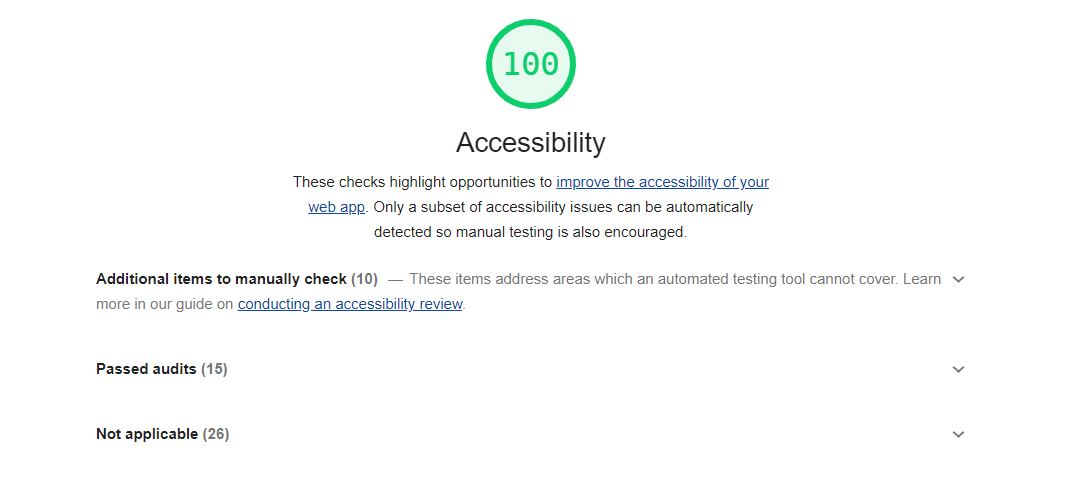 100
Accessibility
These checks highlight opportunities to improve the accessibility of your
web app. Only a subset of accessibility issues can be automatically
detected so manual testing is also encouraged.
Additional items to manually check (10) — These items address areas which an automated testing tool cannot cover. Learn
more in our guide on conducting an accessibility review.
Passed audits (15)
Not applicable (26)